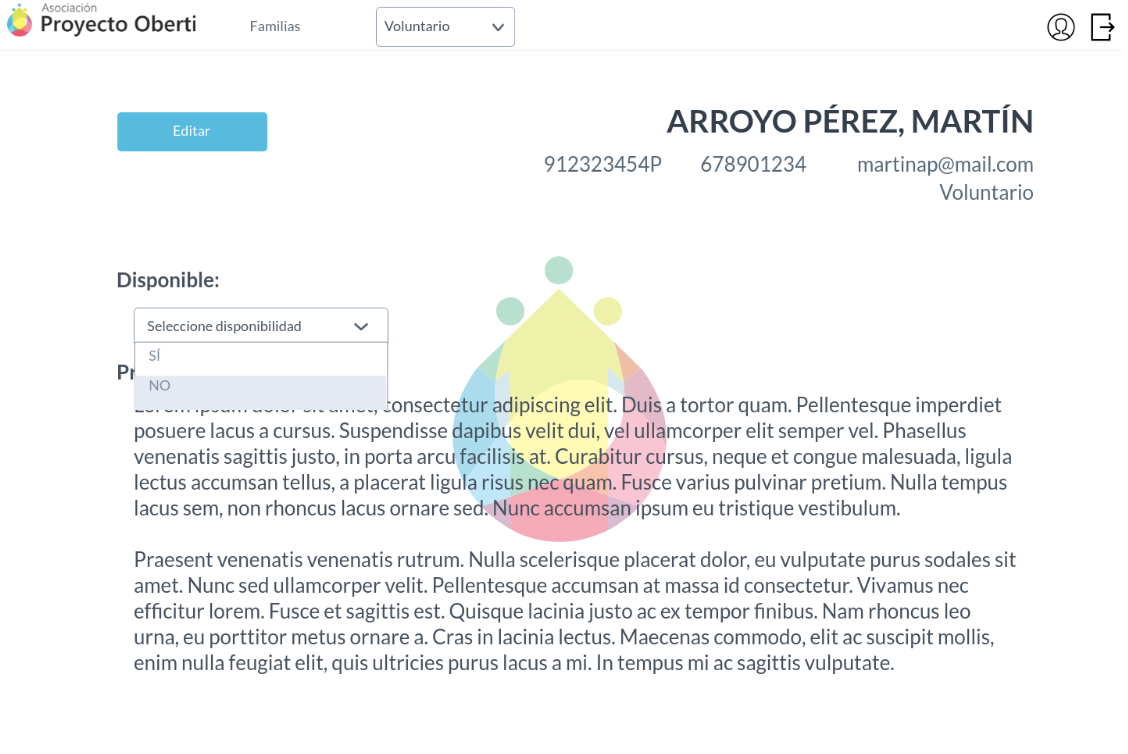 Asociación
Proyecto Oberti
Familias
Voluntario
Editar
ARROYO PÉREZ, MARTÍN
912323454P 678901234 martinap@mail.com
Voluntario
Disponible:
Seleccione disponibilidad
SÍ
NO
consectetur adipiscing elit. Duis a tortor quam. Pellentesque imperdiet
posuere lacus a cursus. Suspendisse dapibus velit dui, vel ullamcorper elit semper vel. Phasellus
venenatis sagittis justo, in porta arcu facilisis at. Curabitur cursus, neque et congue malesuada, ligula
lectus accumsan tellus, a placerat ligula risus nec quam. Fusce varius pulvinar pretium. Nulla tempus
lacus sem, non rhoncus lacus ornare sed. Nunc accumsan ipsum eu tristique vestibulum.
Praesent venenatis venenatis rutrum. Nulla scelerisque placerat dolor, eu vulputate purus sodales sit
amet. Nunc sed ullamcorper velit. Pellentesque accumsan at massa id consectetur. Vivamus nec
efficitur lorem. Fusce et sagittis est. Quisque lacinia justo ac ex tempor finibus. Nam rhoncus leo
urna, eu porttitor metus ornare a. Cras in lacinia lectus. Maecenas commodo, elit ac suscipit mollis,
enim nulla feugiat elit, quis ultricies purus lacus a mi. In tempus mi ac sagittis vulputate.